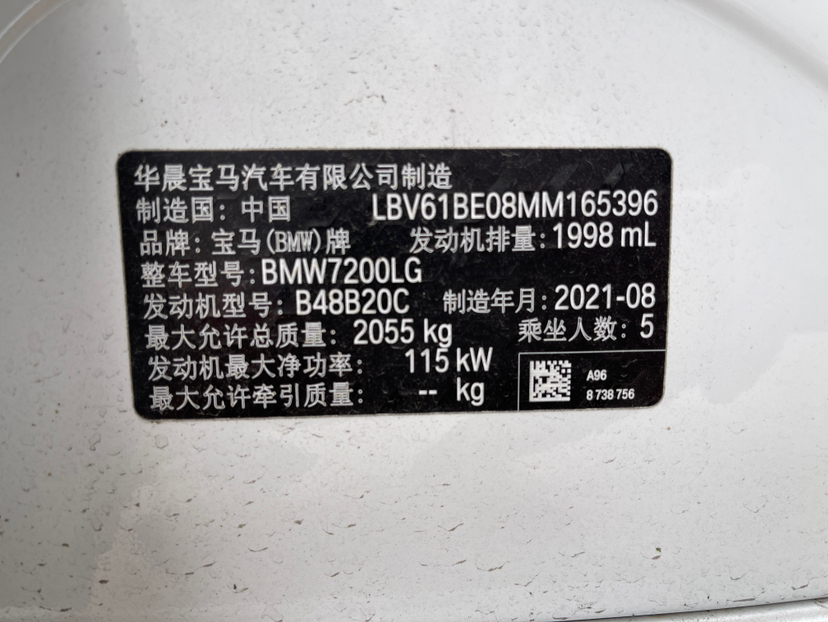 华晨宝马汽车有限公司制造
制造国: 中国 LBV61BE08MM165396
品牌: 宝马(BMW)牌 发动机排量: 1998 mL
整车型号: BMW7200LG
发动机型号: B48B20C 制造年月: 2021-08
最大允许总质量: 2055 kg 乘坐人数: 5
发动机最大净功率: 115 kW
最大允许牵引质量: -- kg
A96
8 738 756